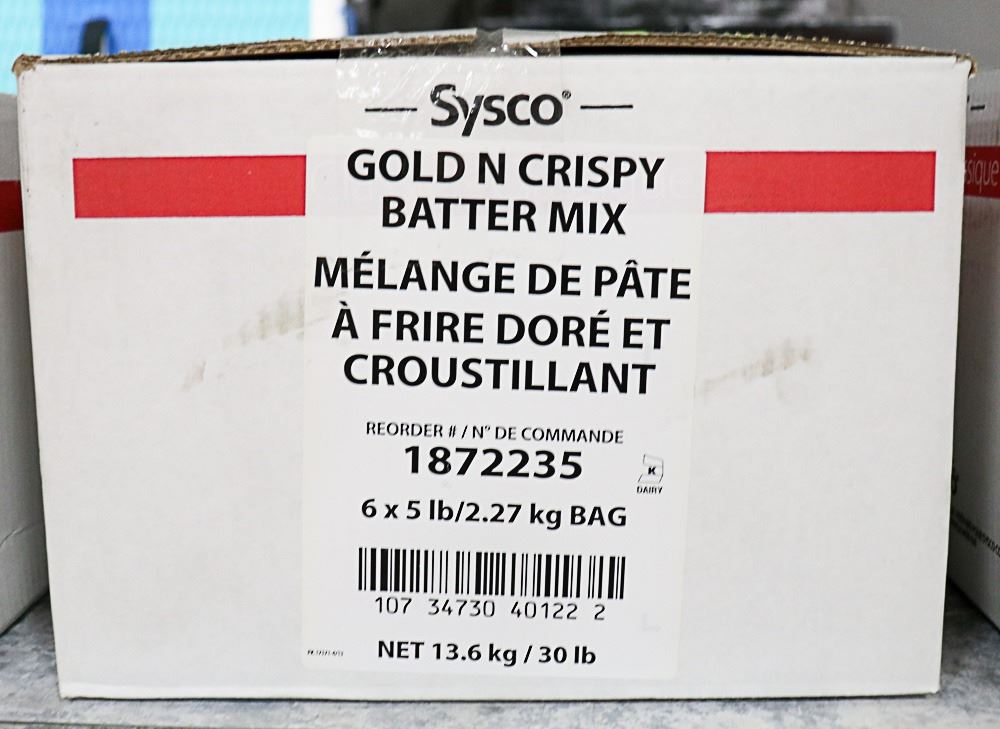 Sysco®
GOLD N CRISPY
BATTER MIX
MÉLANGE DE PÂTE
À FRIRE DORÉ ET
CROUSTILLANT
REORDER # / N° DE COMMANDE
1872235
K
DAIRY
6 x 5 lb/2.27 kg BAG
107 34730 40122 2
NET 13.6 kg / 30 lb
ssique